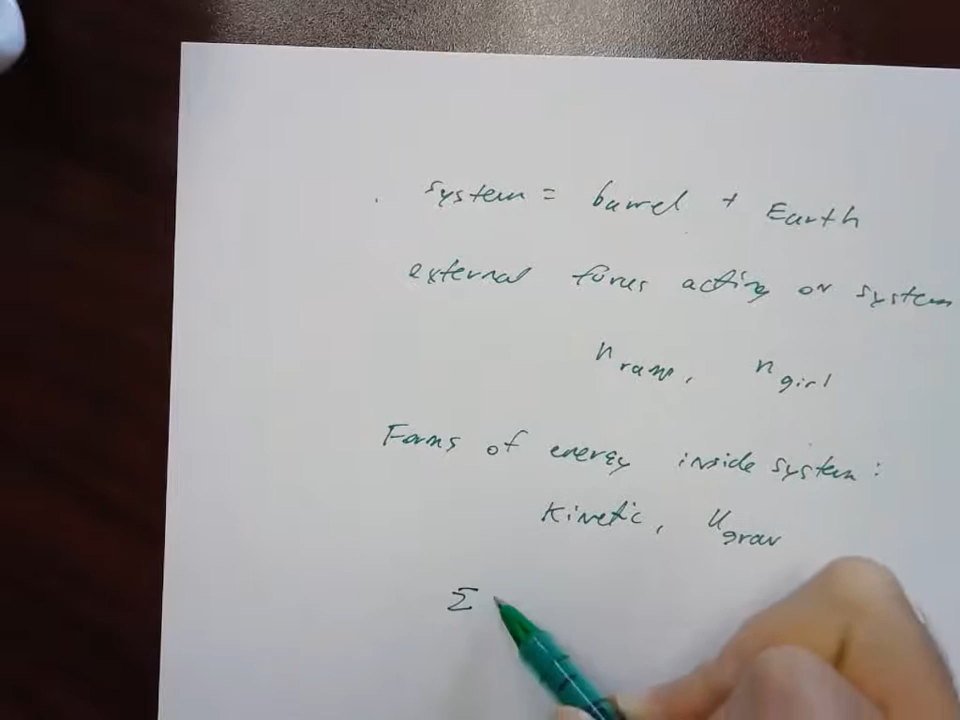 system = barrel + Earth
external forces acting on system
n ramp, n girl
Forms of energy inside system:
Kinetic, U grav
Σ